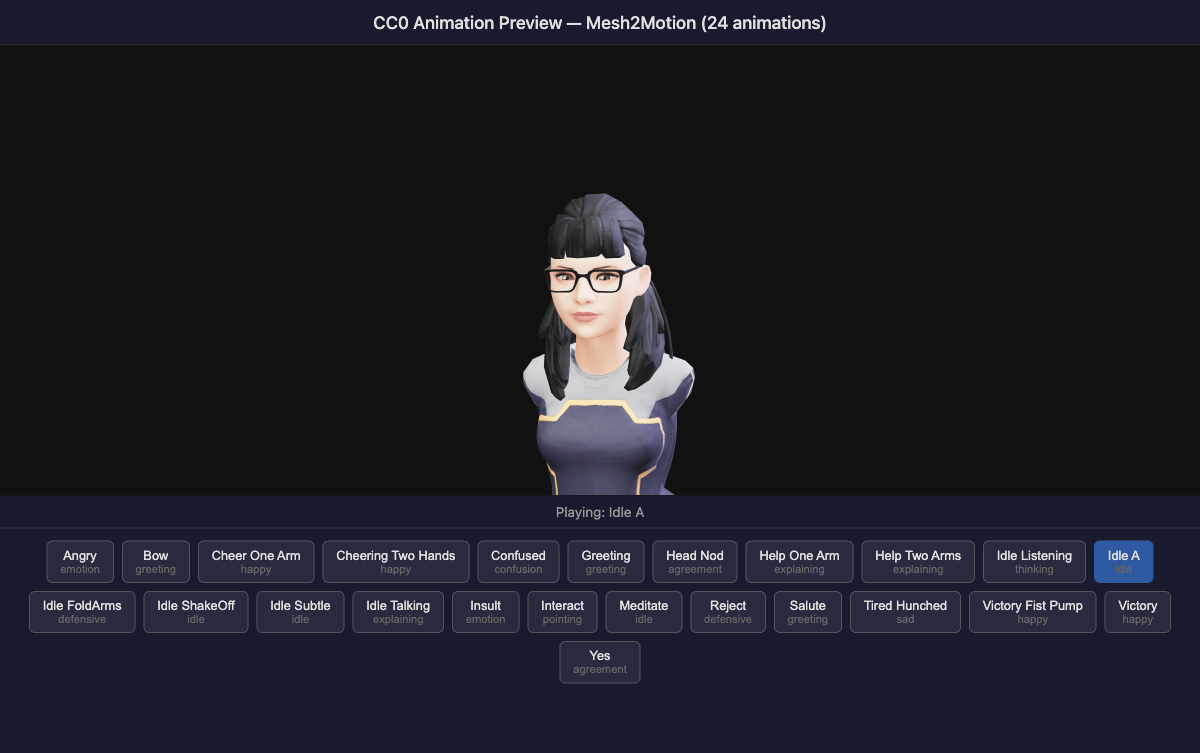 CC0 Animation Preview — Mesh2Motion (24 animations)
Playing: Idle A
Angry
emotion
Bow
greeting
Cheer One Arm
happy
Cheering Two Hands
happy
Confused
confusion
Greeting
greeting
Head Nod
agreement
Help One Arm
explaining
Help Two Arms
explaining
Idle Listening
thinking
Idle A
idle
Idle FoldArms
defensive
Idle ShakeOff
idle
Idle Subtle
idle
Idle Talking
explaining
Insult
emotion
Interact
pointing
Meditate
idle
Reject
defensive
Salute
greeting
Tired Hunched
sad
Victory Fist Pump
happy
Victory
happy
Yes
agreement